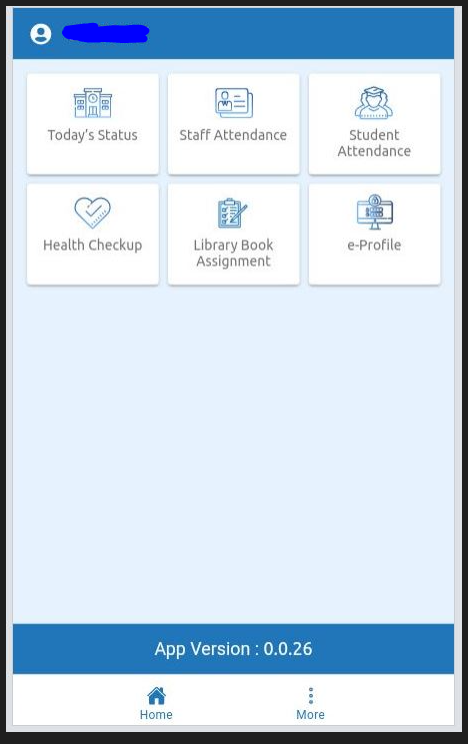 Today's Status
Staff Attendance
Student
Attendance
Health Checkup
Library Book
Assignment
e-Profile
App Version : 0.0.26
Home
More